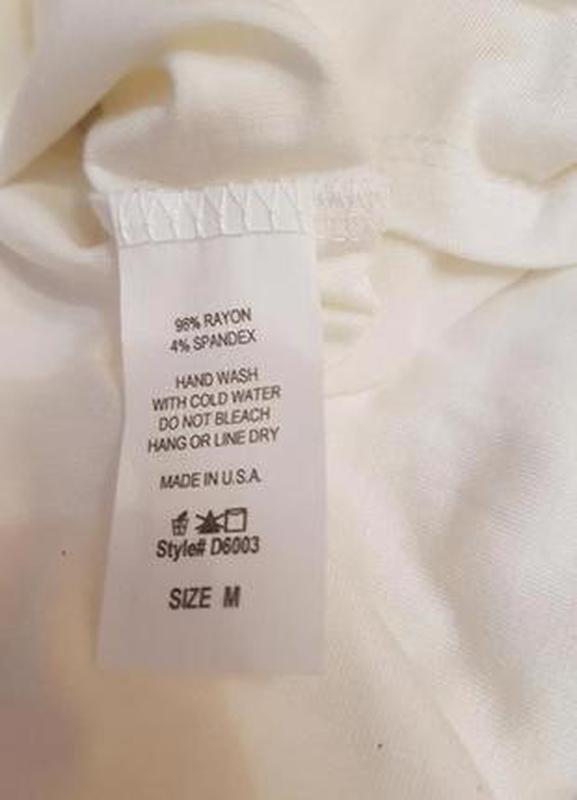 96% RAYON
4% SPANDEX
HAND WASH
WITH COLD WATER
DO NOT BLEACH
HANG OR LINE DRY
MADE IN U.S.A.
Style# D6003
SIZE M